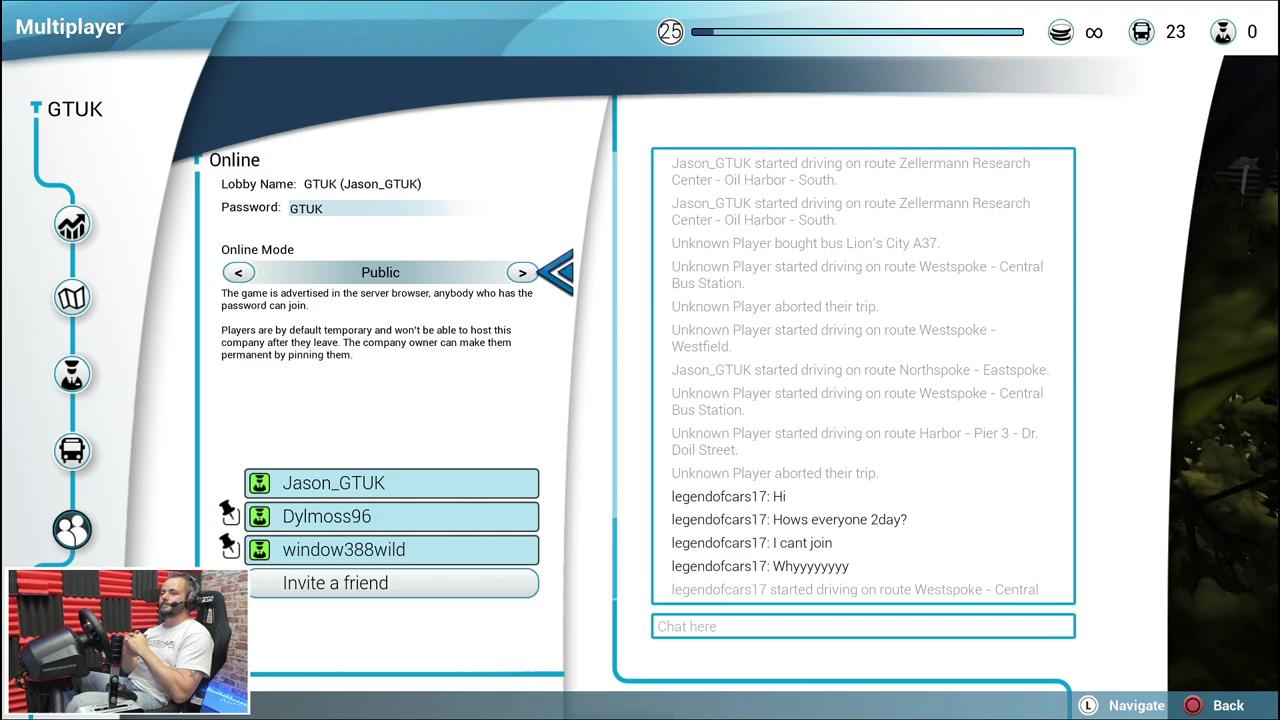 Multiplayer
25
∞
23
0
GTUK
Online
Lobby Name: GTUK (Jason_GTUK)
Password: GTUK
Online Mode
< Public >
The game is advertised in the server browser, anybody who has the
password can join.
Players are by default temporary and won't be able to host this
company after they leave. The company owner can make them
permanent by pinning them.
Jason_GTUK
Dylmoss96
window388wild
Invite a friend
Jason_GTUK started driving on route Zellermann Research
Center - Oil Harbor - South.
Jason_GTUK started driving on route Zellermann Research
Center - Oil Harbor - South.
Unknown Player bought bus Lion's City A37.
Unknown Player started driving on route Westspoke - Central
Bus Station.
Unknown Player aborted their trip.
Unknown Player started driving on route Westspoke -
Westfield.
Jason_GTUK started driving on route Northspoke - Eastspoke.
Unknown Player started driving on route Westspoke - Central
Bus Station.
Unknown Player started driving on route Harbor - Pier 3 - Dr.
Doil Street.
Unknown Player aborted their trip.
legendofcars17: Hi
legendofcars17: Hows everyone 2day?
legendofcars17: I cant join
legendofcars17: Whyyyyyyyy
legendofcars17 started driving on route Westspoke - Central
Chat here
L Navigate
Back